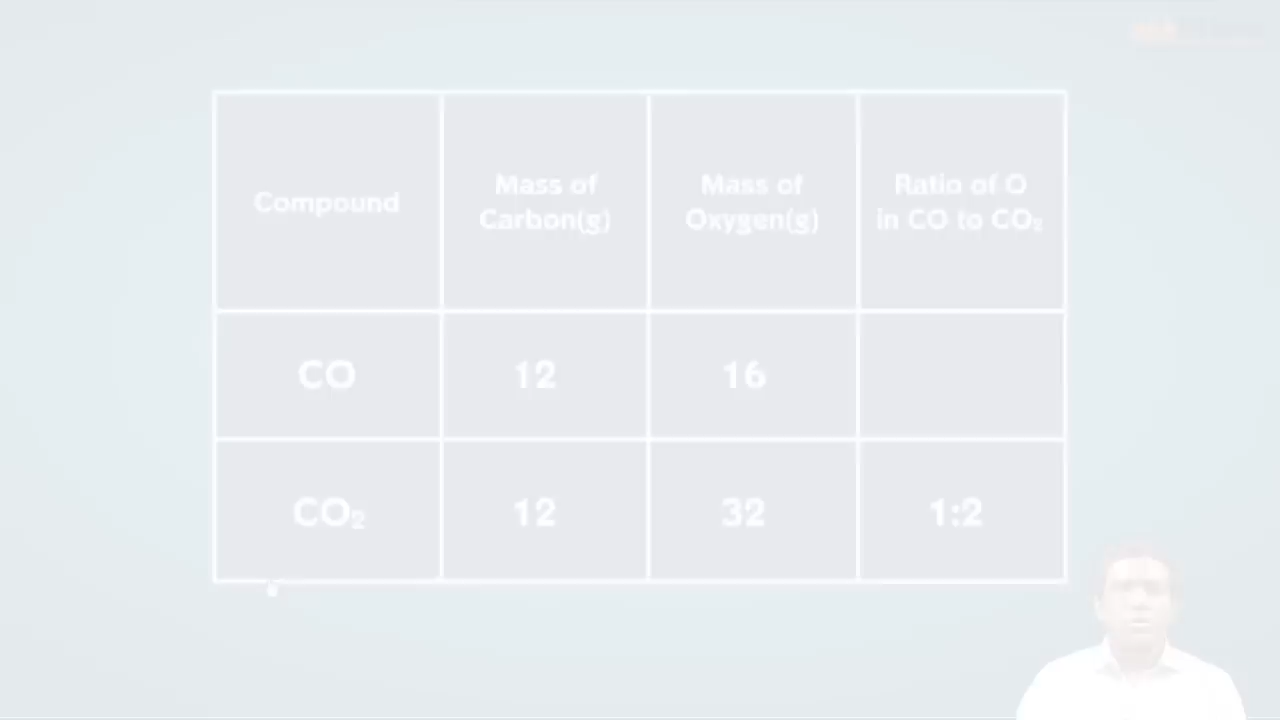 Compound
Mass of
Carbon(g)
Mass of
Oxygen(g)
Ratio of O
in CO to CO₂
CO
12
16
CO₂
12
32
1:2